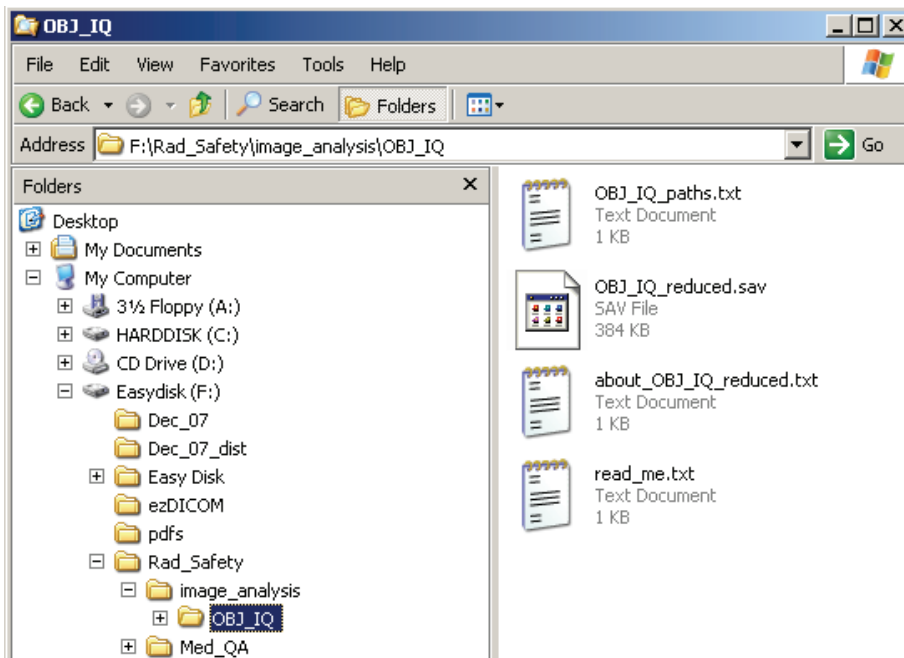 OBJ_IQ
File Edit View Favorites Tools Help
Back Search Folders
Address F:\Rad_Safety\image_analysis\OBJ_IQ Go
Folders
Desktop
My Documents
My Computer
3½ Floppy (A:)
HARDDISK (C:)
CD Drive (D:)
Easydisk (F:)
Dec_07
Dec_07_dist
Easy Disk
ezDICOM
pdfs
Rad_Safety
image_analysis
OBJ_IQ
Med_QA
OBJ_IQ_paths.txt
Text Document
1 KB
OBJ_IQ_reduced.sav
SAV File
384 KB
about_OBJ_IQ_reduced.txt
Text Document
1 KB
read_me.txt
Text Document
1 KB